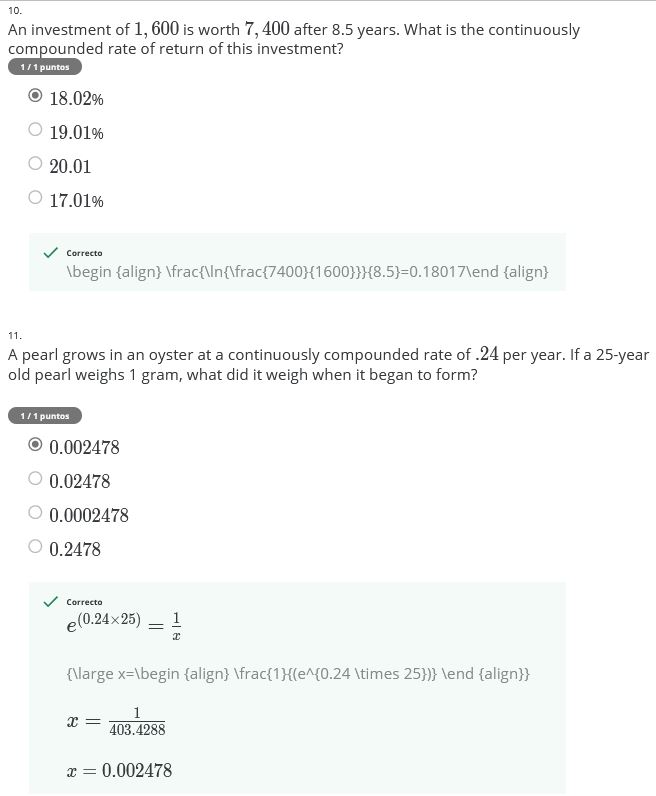 10.
An investment of 1,600 is worth 7,400 after 8.5 years. What is the continuously
compounded rate of return of this investment?
1 / 1 puntos
18.02%
19.01%
20.01
17.01%
Correcto
\begin {align} \frac{\ln{\frac{7400}{1600}}}{8.5}=0.18017\end {align}
11.
A pearl grows in an oyster at a continuously compounded rate of .24 per year. If a 25-year
old pearl weighs 1 gram, what did it weigh when it began to form?
1 / 1 puntos
0.002478
0.02478
0.0002478
0.2478
Correcto
e^(0.24×25) = 1/x
{\large x=\begin {align} \frac{1}{(e^{0.24 \times 25})} \end {align}}
x = 1/403.4288
x = 0.002478